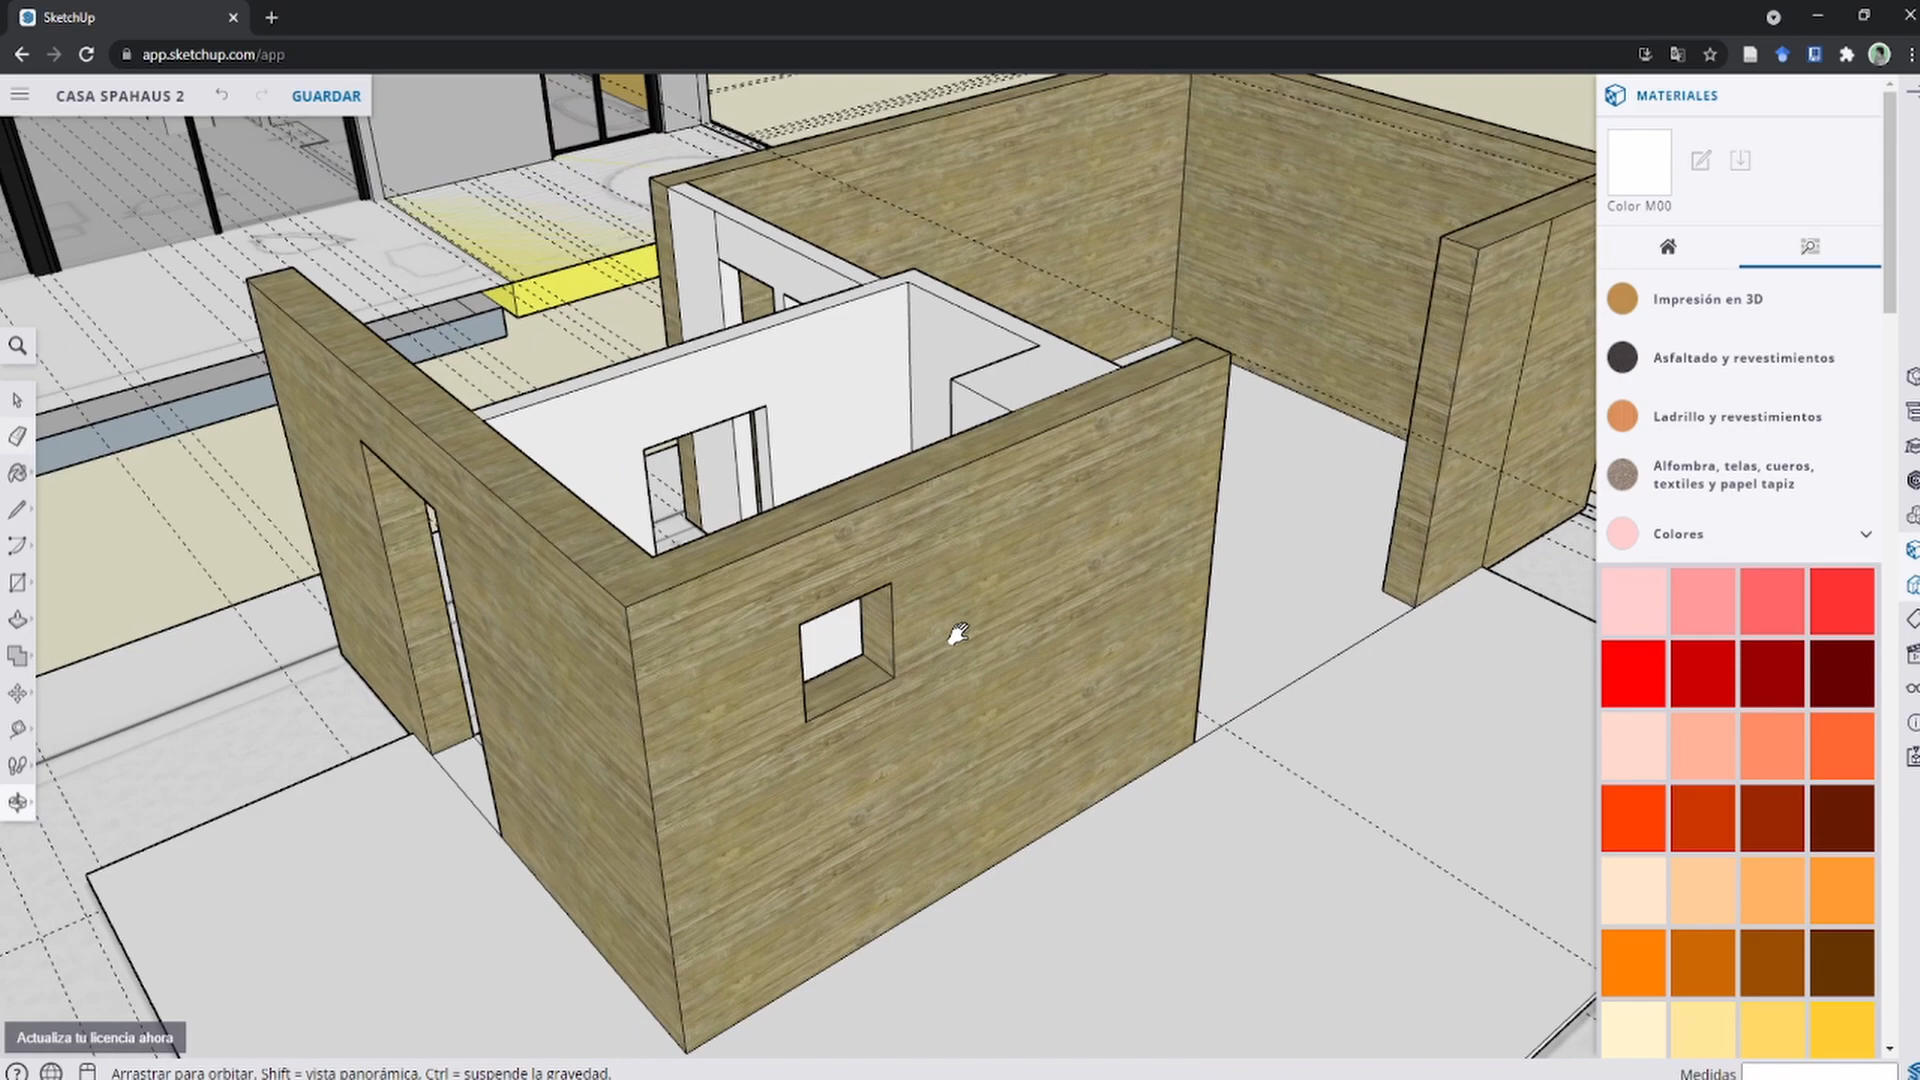 SketchUp
app.sketchup.com/app
CASA SPAHAUS 2
GUARDAR
MATERIALES
Color M00
Impresión en 3D
Asfaltado y revestimientos
Ladrillo y revestimientos
Alfombra, telas, cueros,
textiles y papel tapiz
Colores
Actualiza tu licencia ahora
Arrastrar para orbitar. Shift = vista panorámica. Ctrl = suspende la gravedad.
Medidas